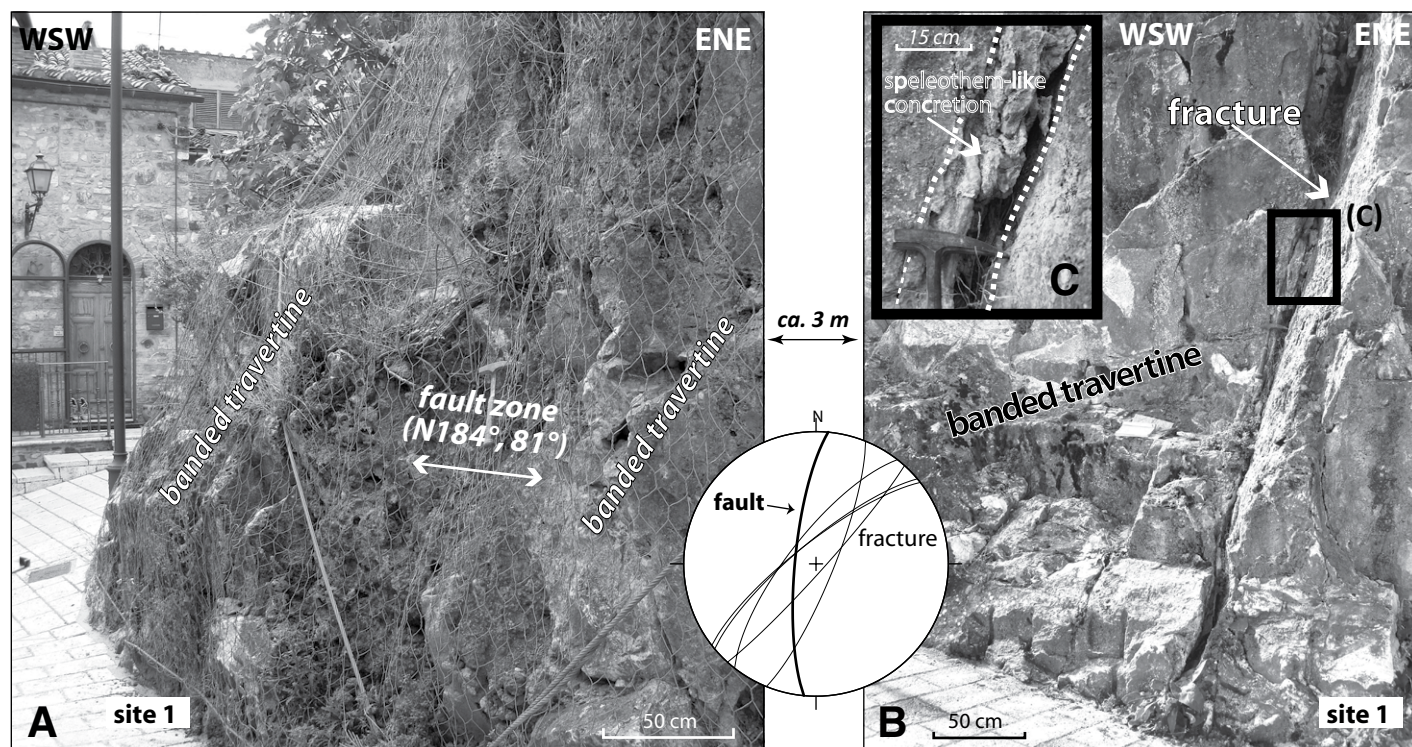 WSW
ENE
banded travertine
fault zone
(N184°, 81°)
banded travertine
A
site 1
50 cm
ca. 3 m
N
fault
fracture
15 cm
speleothem-like
concretion
C
WSW
ENE
fracture
(C)
banded travertine
B
50 cm
site 1